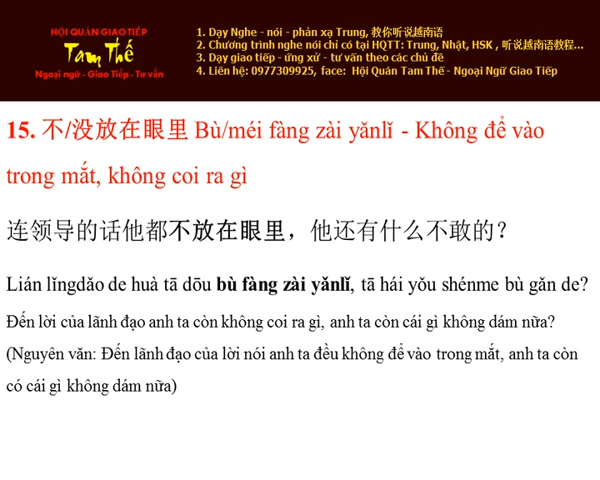 HỘI QUÁN GIAO TIẾP
Tam Thế
Ngoại ngữ - Giao Tiếp - Tư vấn
1. Dạy Nghe - nói - phản xạ Trung, 教你听说越南语
2. Chương trình nghe nói chỉ có tại HQTT: Trung, Nhật, HSK , 听说越南语教程...
3. Dạy giao tiếp - ứng xử - tư vấn theo các chủ đề
4. Liên hệ: 0977309925, face: Hội Quán Tam Thế - Ngoại Ngữ Giao Tiếp
15. 不/没放在眼里 Bù/méi fàng zài yǎnlǐ - Không để vào
trong mắt, không coi ra gì
连领导的话他都不放在眼里，他还有什么不敢的？
Lián lǐngdǎo de huà tā dōu bù fàng zài yǎnlǐ, tā hái yǒu shénme bù gǎn de?
Đến lời của lãnh đạo anh ta còn không coi ra gì, anh ta còn cái gì không dám nữa?
(Nguyên văn: Đến lãnh đạo của lời nói anh ta đều không để vào trong mắt, anh ta còn
có cái gì không dám nữa)